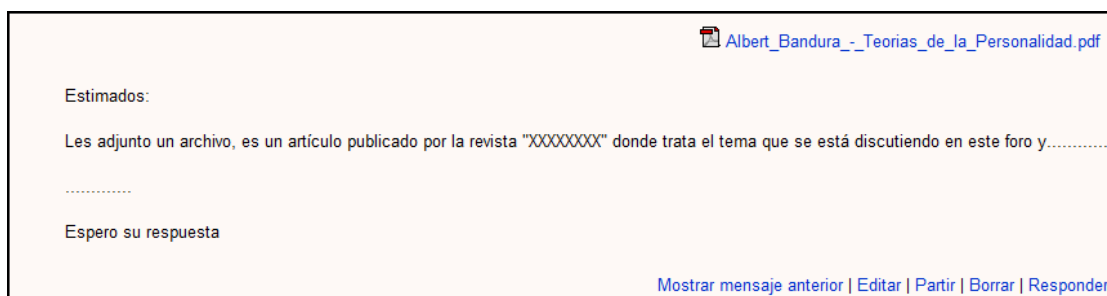 Albert_Bandura_-_Teorias_de_la_Personalidad.pdf
Estimados:
Les adjunto un archivo, es un artículo publicado por la revista "XXXXXXXX" donde trata el tema que se está discutiendo en este foro y............
.............
Espero su respuesta
Mostrar mensaje anterior | Editar | Partir | Borrar | Responder